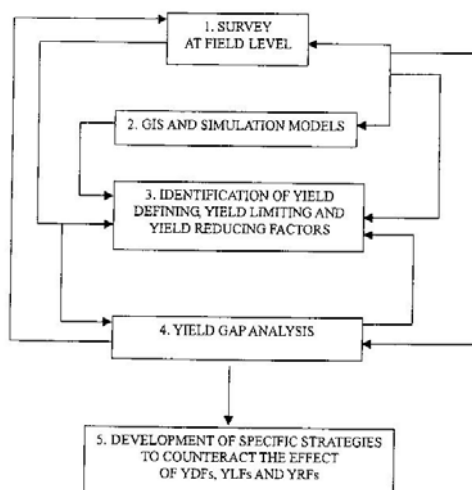 1. SURVEY
AT FIELD LEVEL
2. GIS AND SIMULATION MODELS
3. IDENTIFICATION OF YIELD
DEFINING, YIELD LIMITING AND
YIELD REDUCING FACTORS
4. YIELD GAP ANALYSIS
5. DEVELOPMENT OF SPECIFIC STRATEGIES
TO COUNTERACT THE EFFECT
OF YDFs, YLFs AND YRFs